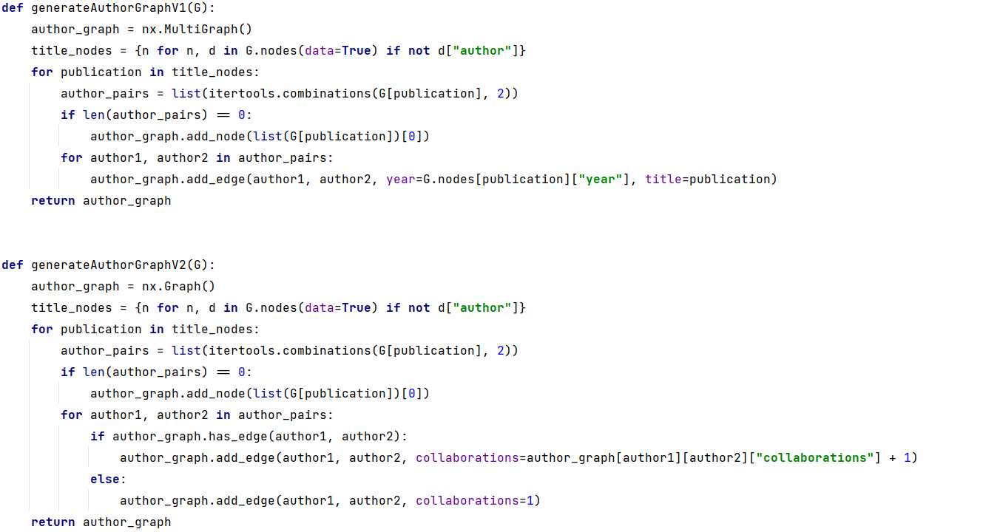 def generateAuthorGraphV1(G):
    author_graph = nx.MultiGraph()
    title_nodes = {n for n, d in G.nodes(data=True) if not d["author"]}
    for publication in title_nodes:
        author_pairs = list(itertools.combinations(G[publication], 2))
        if len(author_pairs) == 0:
            author_graph.add_node(list(G[publication])[0])
        for author1, author2 in author_pairs:
            author_graph.add_edge(author1, author2, year=G.nodes[publication]["year"], title=publication)
    return author_graph

def generateAuthorGraphV2(G):
    author_graph = nx.Graph()
    title_nodes = {n for n, d in G.nodes(data=True) if not d["author"]}
    for publication in title_nodes:
        author_pairs = list(itertools.combinations(G[publication], 2))
        if len(author_pairs) == 0:
            author_graph.add_node(list(G[publication])[0])
        for author1, author2 in author_pairs:
            if author_graph.has_edge(author1, author2):
                author_graph.add_edge(author1, author2, collaborations=author_graph[author1][author2]["collaborations"] + 1)
            else:
                author_graph.add_edge(author1, author2, collaborations=1)
    return author_graph